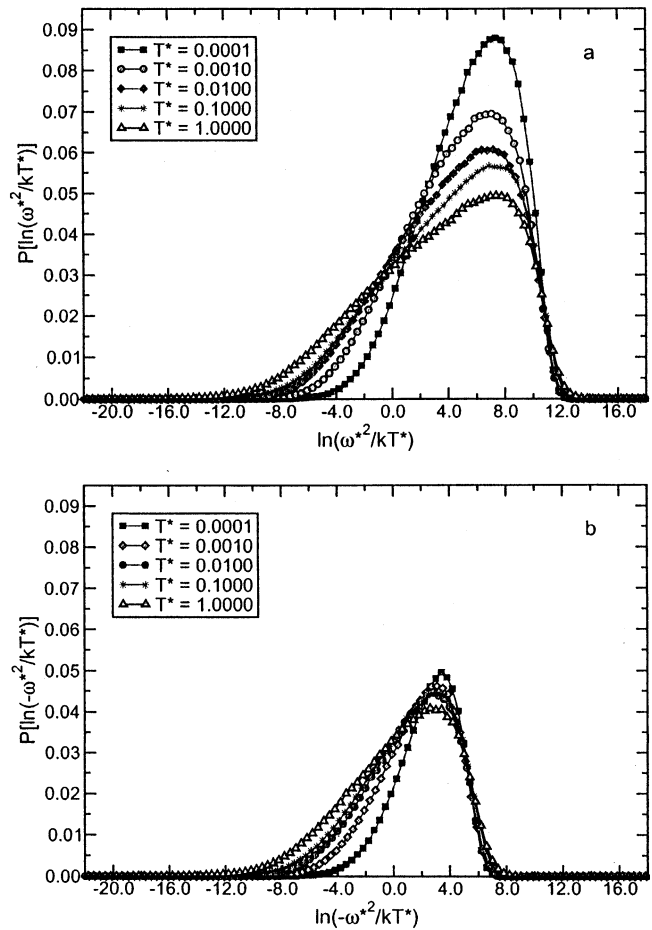 0.09
0.08
0.07
0.06
0.05
0.04
0.03
0.02
0.01
0.00
P[ln(ω*²/kT*)]
T* = 0.0001
T* = 0.0010
T* = 0.0100
T* = 0.1000
T* = 1.0000
a
-20.0 -16.0 -12.0 -8.0 -4.0 0.0 4.0 8.0 12.0 16.0
ln(ω*²/kT*)
0.09
0.08
0.07
0.06
0.05
0.04
0.03
0.02
0.01
0.00
P[ln(-ω*²/kT*)]
T* = 0.0001
T* = 0.0010
T* = 0.0100
T* = 0.1000
T* = 1.0000
b
-20.0 -16.0 -12.0 -8.0 -4.0 0.0 4.0 8.0 12.0 16.0
ln(-ω*²/kT*)